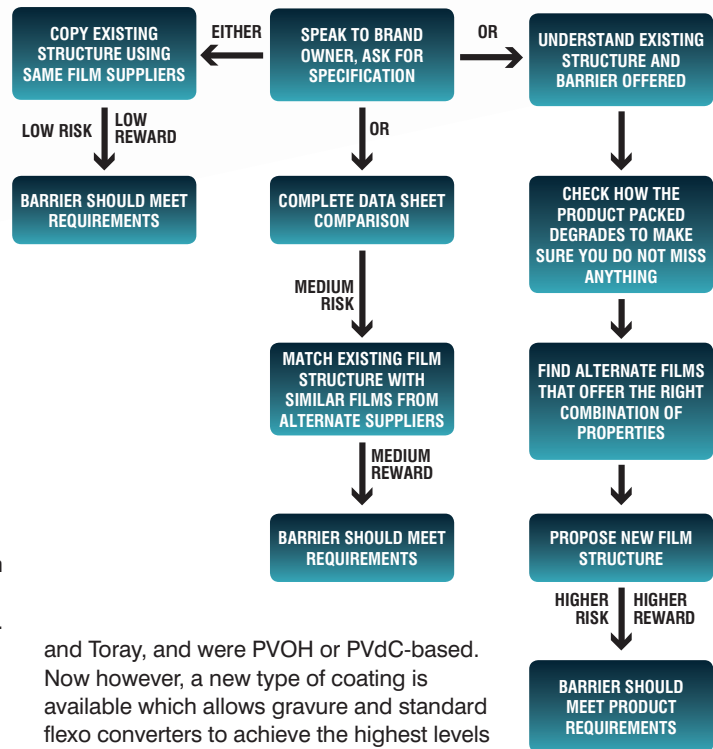 COPY EXISTING
STRUCTURE USING
SAME FILM SUPPLIERS
EITHER
SPEAK TO BRAND
OWNER, ASK FOR
SPECIFICATION
OR
UNDERSTAND EXISTING
STRUCTURE AND
BARRIER OFFERED
LOW RISK
LOW
REWARD
OR
BARRIER SHOULD MEET
REQUIREMENTS
COMPLETE DATA SHEET
COMPARISON
CHECK HOW THE
PRODUCT PACKED
DEGRADES TO MAKE
SURE YOU DO NOT MISS
ANYTHING
MEDIUM
RISK
MATCH EXISTING FILM
STRUCTURE WITH
SIMILAR FILMS FROM
ALTERNATE SUPPLIERS
FIND ALTERNATE FILMS
THAT OFFER THE RIGHT
COMBINATION OF
PROPERTIES
MEDIUM
REWARD
BARRIER SHOULD MEET
REQUIREMENTS
PROPOSE NEW FILM
STRUCTURE
HIGHER
RISK
HIGHER
REWARD
BARRIER SHOULD
MEET PRODUCT
REQUIREMENTS
and Toray, and were PVOH or PVdC-based.
Now however, a new type of coating is
available which allows gravure and standard
flexo converters to achieve the highest levels